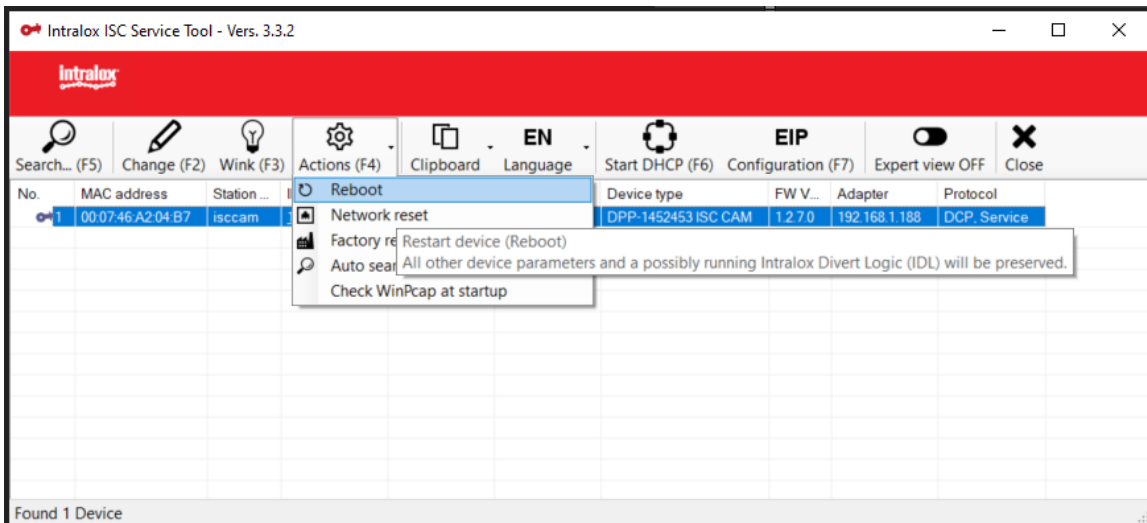 Intralox ISC Service Tool - Vers. 3.3.2
intralox
Search... (F5) Change (F2) Wink (F3) Actions (F4) Clipboard EN Language Start DHCP (F6) EIP Configuration (F7) Expert view OFF Close
No. MAC address Station ... Device type FW V... Adapter Protocol
1 00:07:46:A2:04:B7 isccam DPP-1452453 ISC CAM 1.2.7.0 192.168.1.188 DCP, Service
Reboot
Network reset
Factory re
Auto sear
Check WinPcap at startup
Restart device (Reboot)
All other device parameters and a possibly running Intralox Divert Logic (IDL) will be preserved.
Found 1 Device